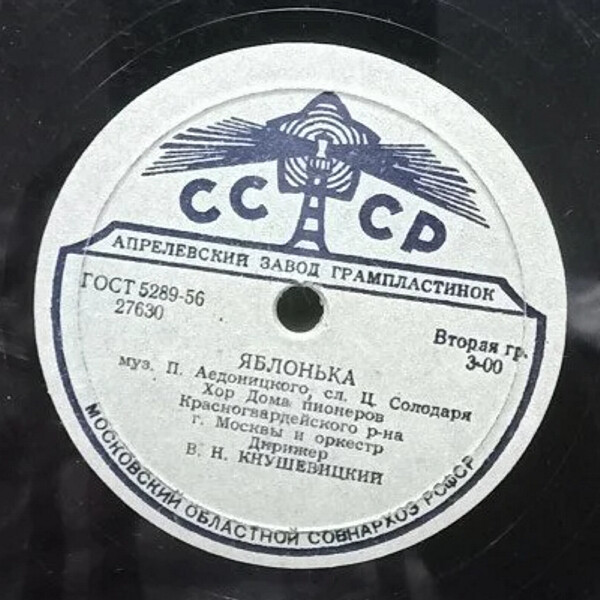 СССР
АПРЕЛЕВСКИЙ ЗАВОД ГРАМПЛАСТИНОК
ГОСТ 5289-56
27630
Вторая гр.
3-00
ЯБЛОНЬКА
муз. П. Аедоницкого, сл. Ц. Солодаря
Хор Дома пионеров
Красногвардейского р-на
г. Москвы и оркестр
Дирижер
В. Н. КНУШЕВИЦКИЙ
МОСКОВСКИЙ ОБЛАСТНОЙ СОВНАРХОЗ РСФСР